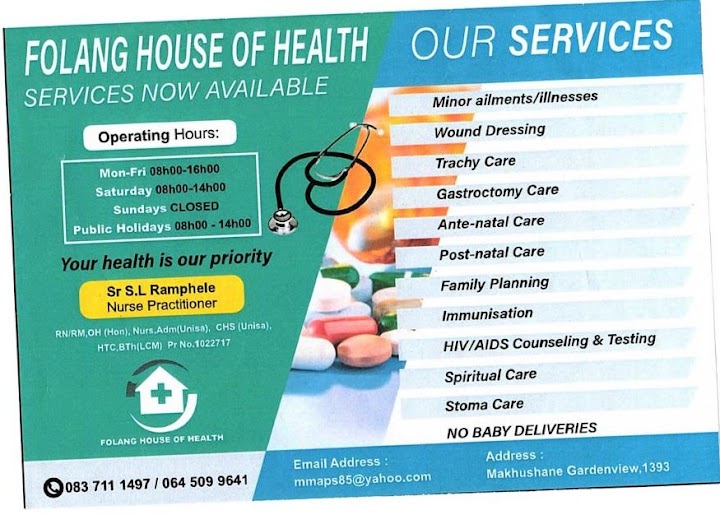 FOLANG HOUSE OF HEALTH
SERVICES NOW AVAILABLE
Operating Hours:
Mon-Fri 08h00-16h00
Saturday 08h00-14h00
Sundays CLOSED
Public Holidays 08h00 - 14h00
Your health is our priority
Sr S.L Ramphele
Nurse Practitioner
RN/RM,OH (Hon), Nurs,Adm(Unisa), CHS (Unisa),
HTC,BTh(LCM) Pr No.1022717
FOLANG HOUSE OF HEALTH
083 711 1497 / 064 509 9641
OUR SERVICES
Minor ailments/illnesses
Wound Dressing
Trachy Care
Gastroctomy Care
Ante-natal Care
Post-natal Care
Family Planning
Immunisation
HIV/AIDS Counseling & Testing
Spiritual Care
Stoma Care
NO BABY DELIVERIES
Email Address :
mmaps85@yahoo.com
Address :
Makhushane Gardenview,1393